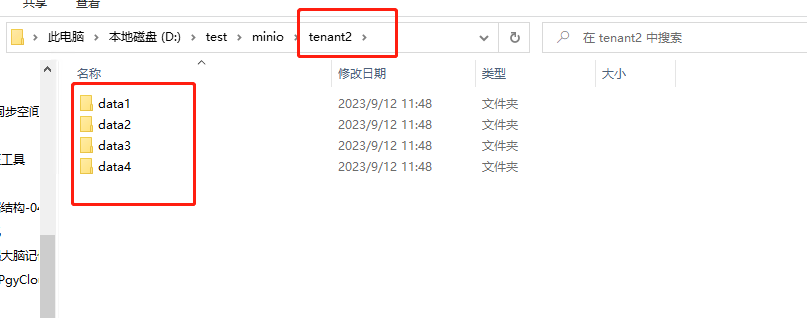 共享 查看
此电脑 本地磁盘 (D:) test minio tenant2 在 tenant2 中搜索
名称 修改日期 类型 大小
data1 2023/9/12 11:48 文件夹
同步空间
data2 2023/9/12 11:48 文件夹
data3 2023/9/12 11:48 文件夹
工具
data4 2023/9/12 11:48 文件夹
结构-04
大脑记
PgyClou